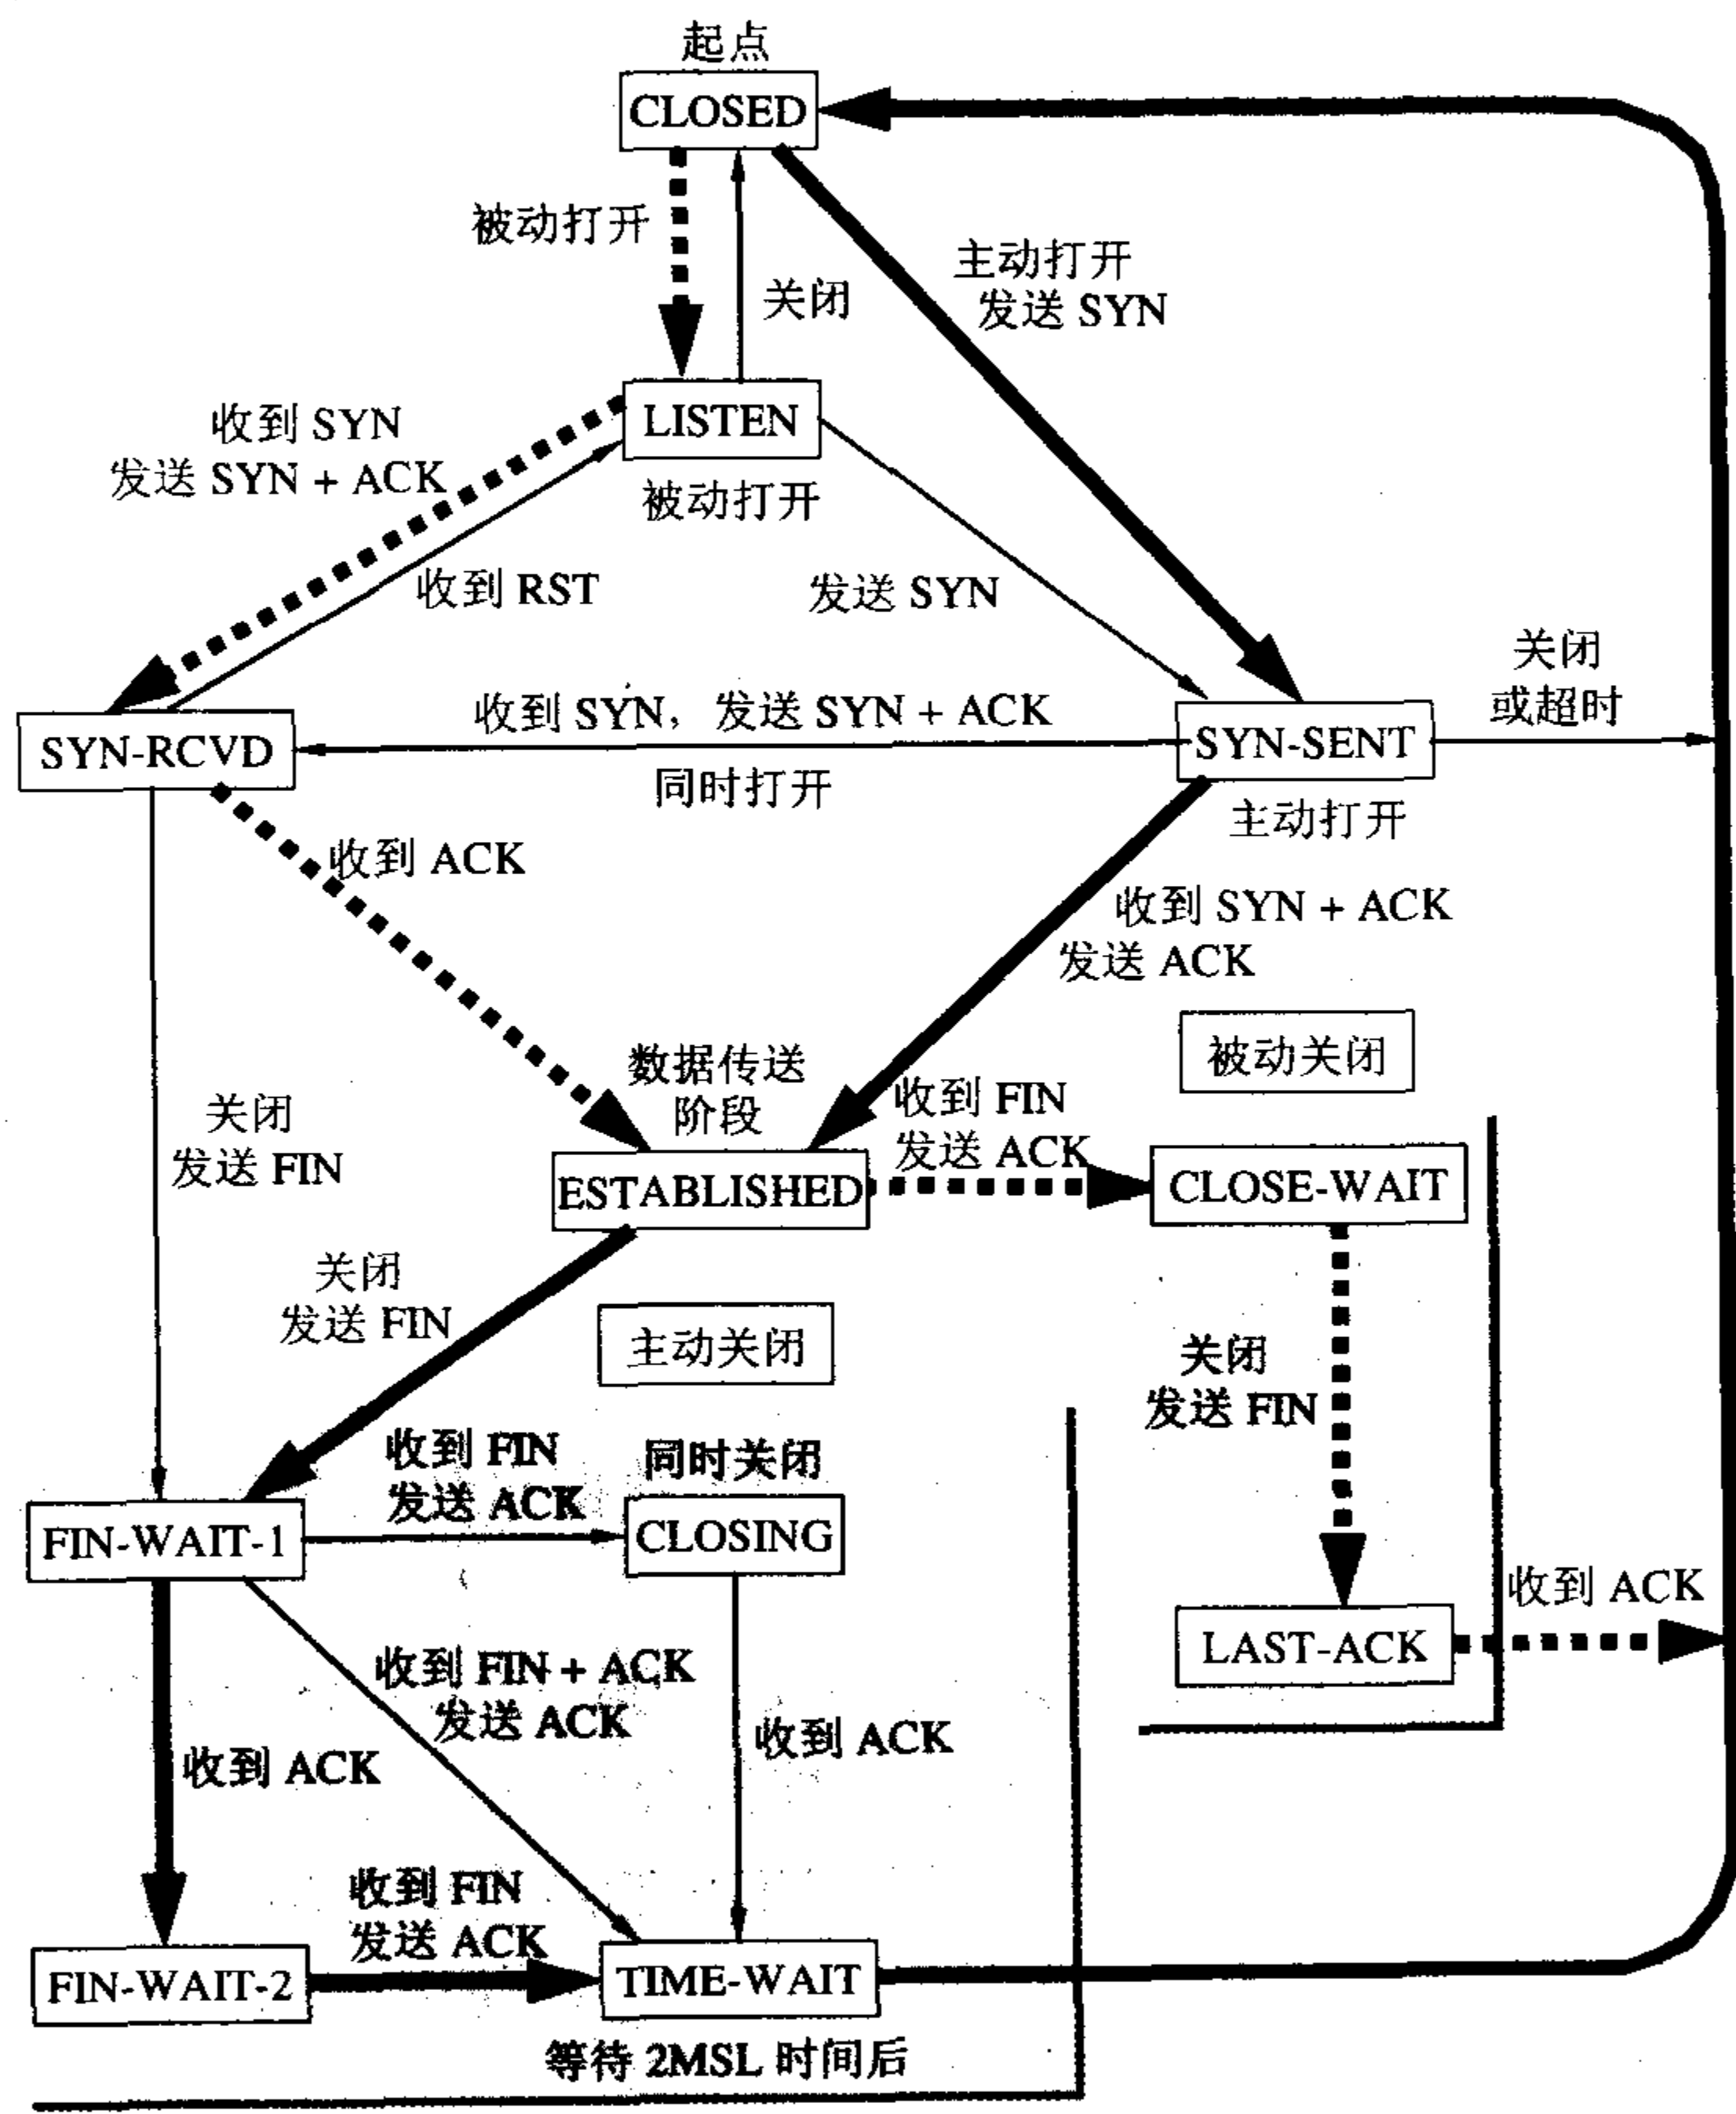 起点
CLOSED
被动打开
关闭
主动打开
发送 SYN
收到 SYN
发送 SYN + ACK
LISTEN
被动打开
收到 RST
发送 SYN
关闭
或超时
SYN-RCVD
收到 SYN, 发送 SYN + ACK
同时打开
SYN-SENT
主动打开
收到 ACK
收到 SYN + ACK
发送 ACK
被动关闭
数据传送
阶段
收到 FIN
发送 ACK
关闭
发送 FIN
ESTABLISHED
CLOSE-WAIT
关闭
发送 FIN
主动关闭
关闭
发送 FIN
收到 FIN
发送 ACK
同时关闭
FIN-WAIT-1
CLOSING
LAST-ACK
收到 ACK
收到 FIN + ACK
发送 ACK
收到 ACK
收到 ACK
收到 FIN
发送 ACK
FIN-WAIT-2
TIME-WAIT
等待 2MSL 时间后